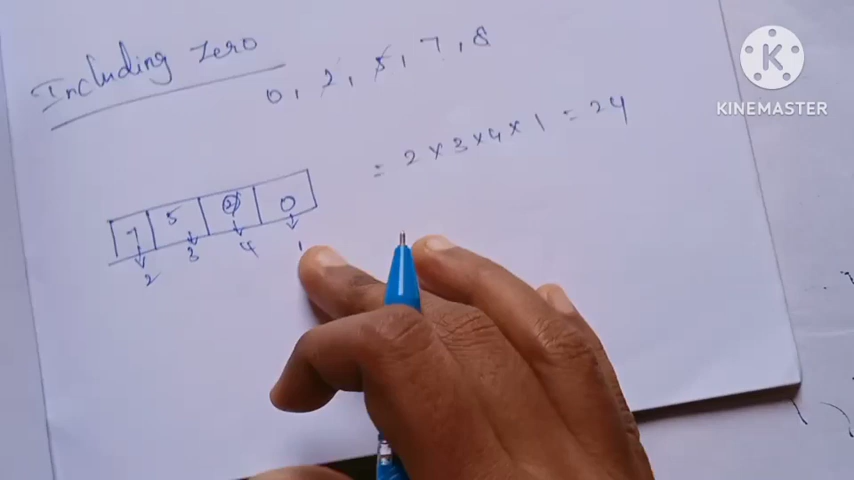 Including Zero
0, 2, 5, 7, 8
= 2 x 3 x 4 x 1 = 24
7 5 2 0
2 3 4 1
K
KINEMASTER